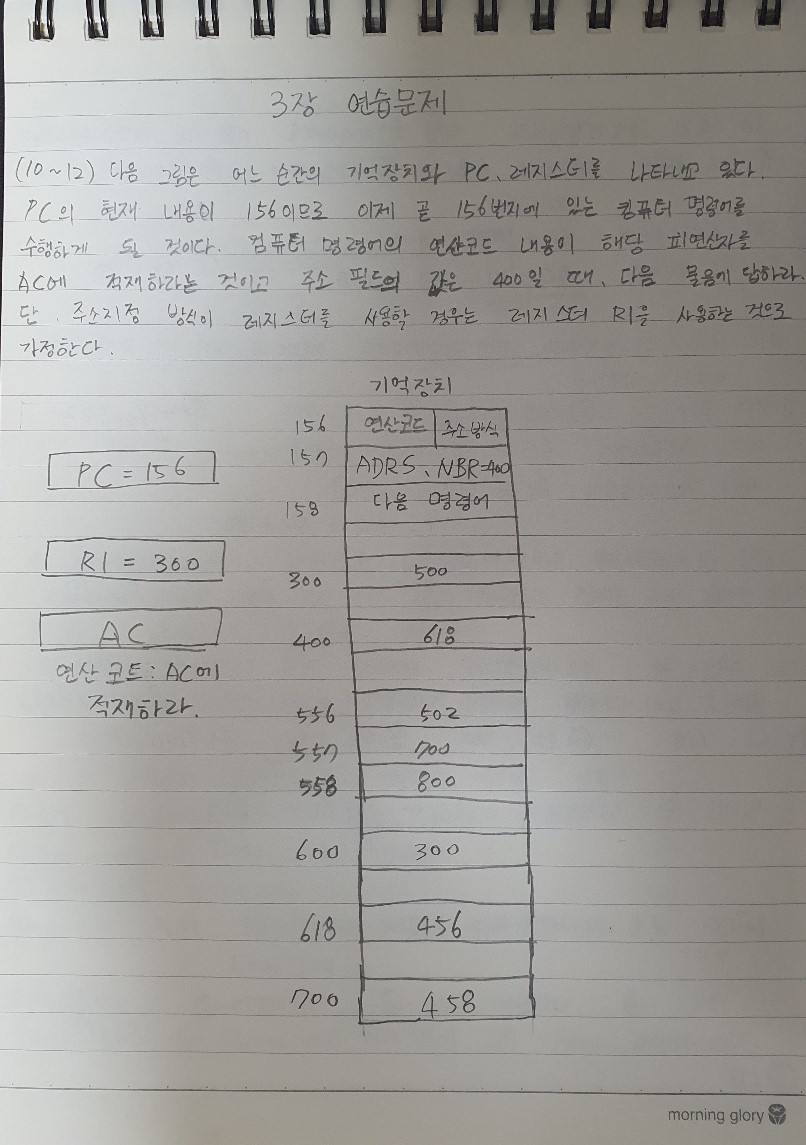 3장 연습문제
(10~12) 다음 그림은 어느 순간의 기억장치와 PC, 레지스터를 나타내고 있다.
PC의 현재 내용이 156이므로 이제 곧 156번지에 있는 컴퓨터 명령어를
수행하게 될 것이다. 컴퓨터 명령어의 연산코드 내용이 해당 피연산자를
AC에 적재하라는 것이고 주소 필드의 값은 400일 때, 다음 물음에 답하라.
단, 주소지정 방식이 레지스터를 사용할 경우는 레지스터 R1을 사용하는 것으로
가정한다.
기억장치
156 연산코드 주소방식
157 ADRS, NBR=400
PC = 156
158 다음 명령어
R1 = 300
300 500
AC
400 618
연산 코트: AC에
적재하라.
556 502
557 700
558 800
600 300
618 456
700 458
morning glory